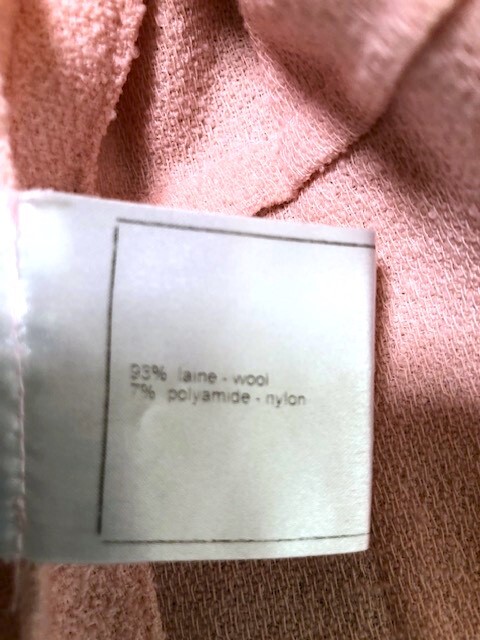 93% laine - wool
7% polyamide - nylon